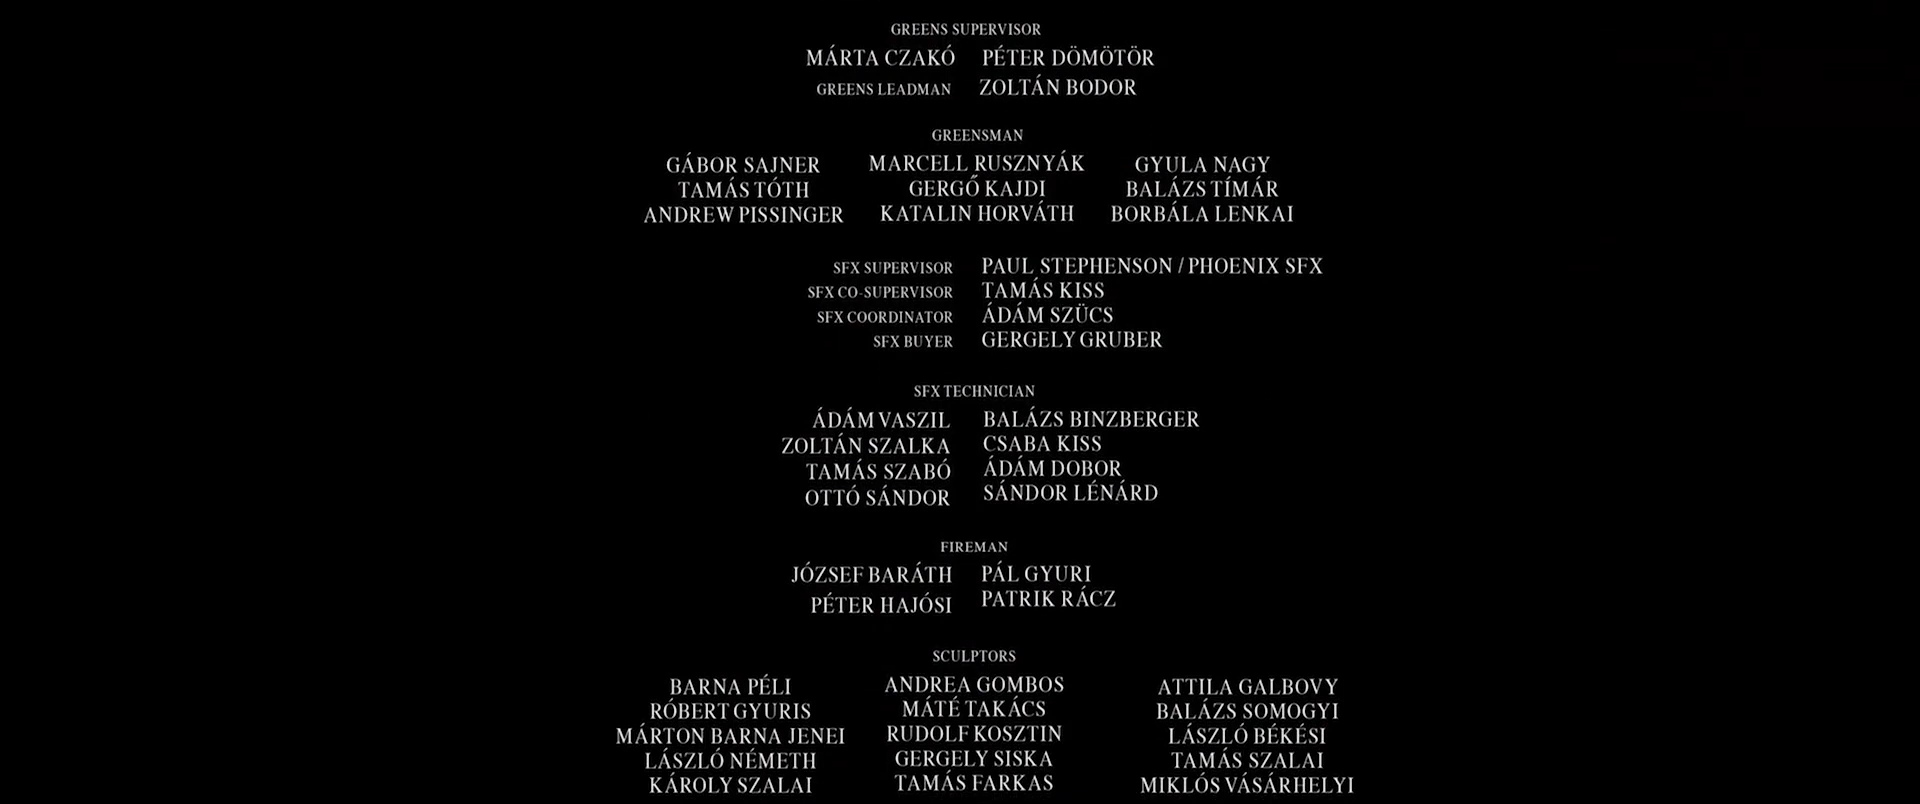 GREENS SUPERVISOR
MÁRTA CZAKÓ PÉTER DÖMÖTÖR
GREENS LEADMAN ZOLTÁN BODOR
GREENSMAN
GÁBOR SAJNER MARCELL RUSZNYÁK GYULA NAGY
TAMÁS TÓTH GERGŐ KAJDI BALÁZS TÍMÁR
ANDREW PISSINGER KATALIN HORVÁTH BORBÁLA LENKAI
SFX SUPERVISOR PAUL STEPHENSON / PHOENIX SFX
SFX CO-SUPERVISOR TAMÁS KISS
SFX COORDINATOR ÁDÁM SZÜCS
SFX BUYER GERGELY GRUBER
SFX TECHNICIAN
ÁDÁM VASZIL BALÁZS BINZBERGER
ZOLTÁN SZALKA CSABA KISS
TAMÁS SZABÓ ÁDÁM DOBOR
OTTÓ SÁNDOR SÁNDOR LÉNÁRD
FIREMAN
JÓZSEF BARÁTH PÁL GYURI
PÉTER HAJÓSI PATRIK RÁCZ
SCULPTORS
BARNA PÉLI ANDREA GOMBOS ATTILA GALBOVY
RÓBERT GYURIS MÁTÉ TAKÁCS BALÁZS SOMOGYI
MÁRTON BARNA JENEI RUDOLF KOSZTIN LÁSZLÓ BÉKÉSI
LÁSZLÓ NÉMETH GERGELY SISKA TAMÁS SZALAI
KÁROLY SZALAI TAMÁS FARKAS MIKLÓS VÁSÁRHELYI